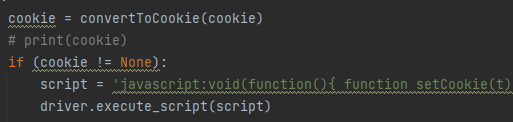 cookie = convertToCookie(cookie)
# print(cookie)
if (cookie != None):
script = 'javascript:void(function(){ function setCookie(t)
driver.execute_script(script)